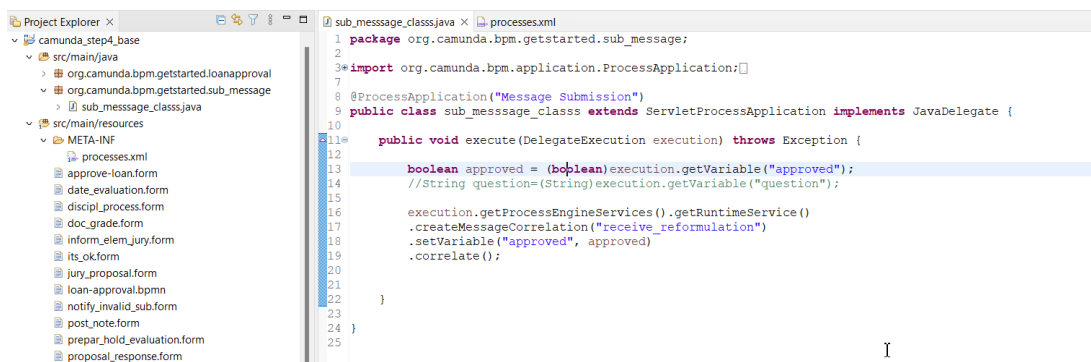 Project Explorer
camunda_step4_base
src/main/java
org.camunda.bpm.getstarted.loanapproval
org.camunda.bpm.getstarted.sub_message
sub_messsage_classs.java
src/main/resources
META-INF
processes.xml
approve-loan.form
date_evaluation.form
discipl_process.form
doc_grade.form
inform_elem_jury.form
its_ok.form
jury_proposal.form
loan-approval.bpmn
notify_invalid_sub.form
post_note.form
prepar_hold_evaluation.form
proposal_response.form
sub_messsage_classs.java processes.xml
1 package org.camunda.bpm.getstarted.sub_message;
2
3 import org.camunda.bpm.application.ProcessApplication;
7
8 @ProcessApplication("Message Submission")
9 public class sub_messsage_classs extends ServletProcessApplication implements JavaDelegate {
10
11 public void execute(DelegateExecution execution) throws Exception {
12
13 boolean approved = (boolean)execution.getVariable("approved");
14 //String question=(String)execution.getVariable("question");
15
16 execution.getProcessEngineServices().getRuntimeService()
17 .createMessageCorrelation("receive_reformulation")
18 .setVariable("approved", approved)
19 .correlate();
20
21
22 }
23
24 }
25